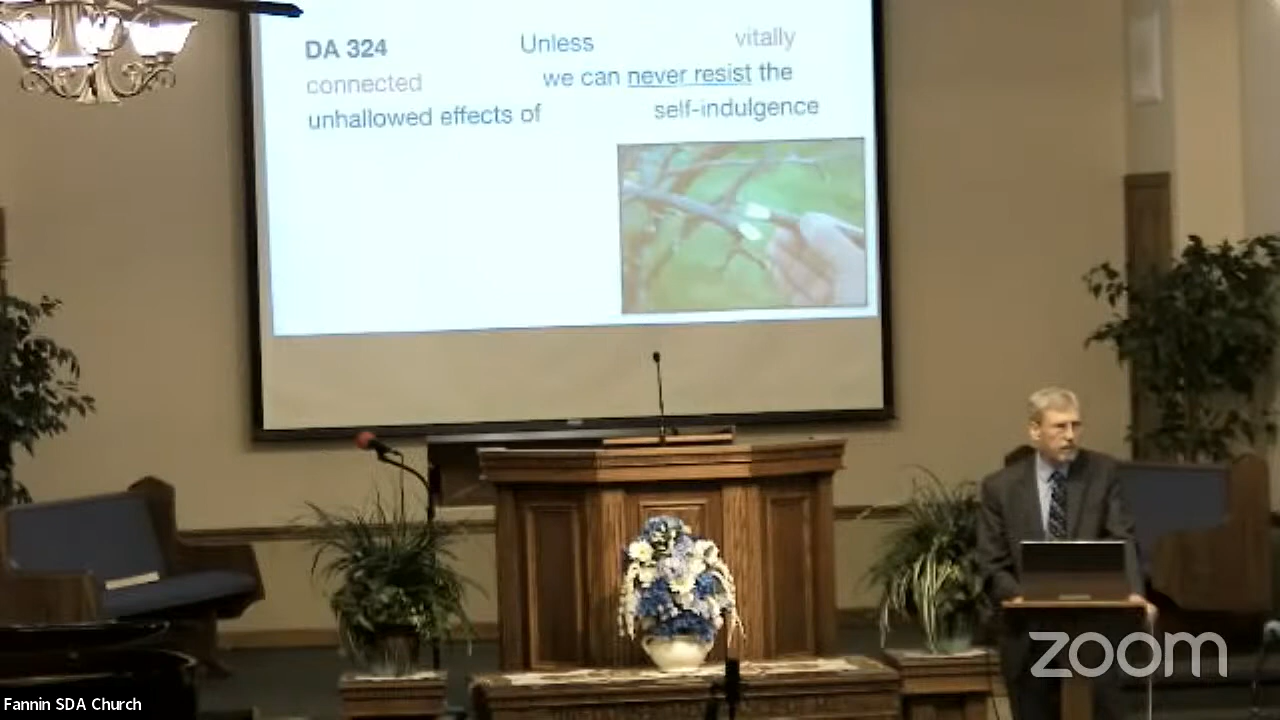 DA 324 Unless vitally
connected we can never resist the
unhallowed effects of self-indulgence
zoom
Fannin SDA Church